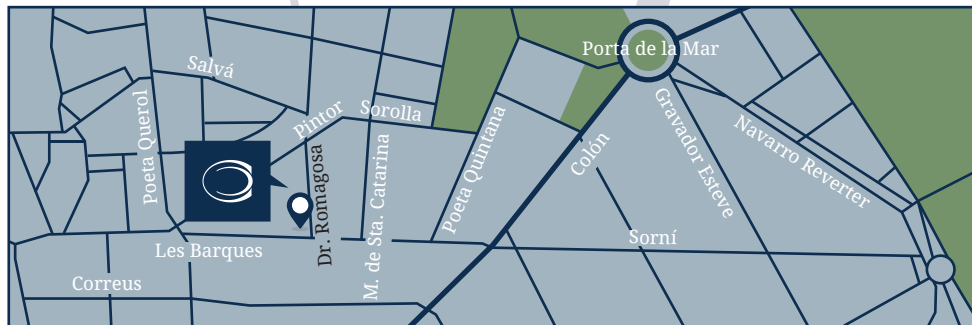 Porta de la Mar
Salvá
Poeta Querol
Pintor
Sorolla
Dr. Romagosa
M. de Sta. Catarina
Poeta Quintana
Colón
Gravador Esteve
Navarro Reverter
Les Barques
Sorní
Correus